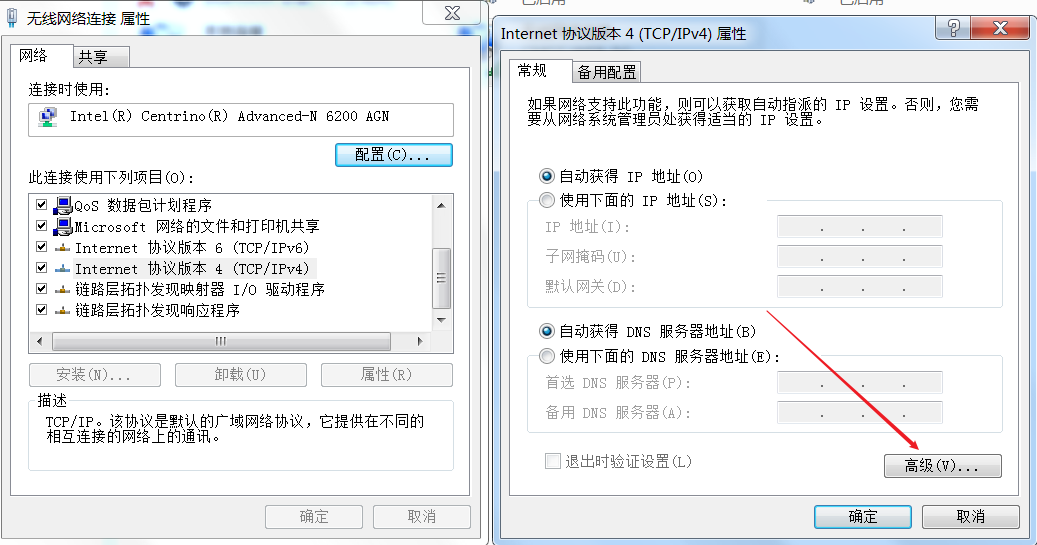 已启用
已启用
无线网络连接 属性
网络
共享
连接时使用:
Intel(R) Centrino(R) Advanced-N 6200 AGN
配置(C)...
此连接使用下列项目(O):
QoS 数据包计划程序
Microsoft 网络的文件和打印机共享
Internet 协议版本 6 (TCP/IPv6)
Internet 协议版本 4 (TCP/IPv4)
链路层拓扑发现映射器 I/O 驱动程序
链路层拓扑发现响应程序
安装(N)...
卸载(U)
属性(R)
描述
TCP/IP。该协议是默认的广域网络协议，它提供在不同的
相互连接的网络上的通讯。
确定
取消
Internet 协议版本 4 (TCP/IPv4) 属性
常规
备用配置
如果网络支持此功能，则可以获取自动指派的 IP 设置。否则，您需
要从网络系统管理员处获得适当的 IP 设置。
自动获得 IP 地址(O)
使用下面的 IP 地址(S):
IP 地址(I):
子网掩码(U):
默认网关(D):
自动获得 DNS 服务器地址(B)
使用下面的 DNS 服务器地址(E):
首选 DNS 服务器(P):
备用 DNS 服务器(A):
退出时验证设置(L)
高级(V)...
确定
取消